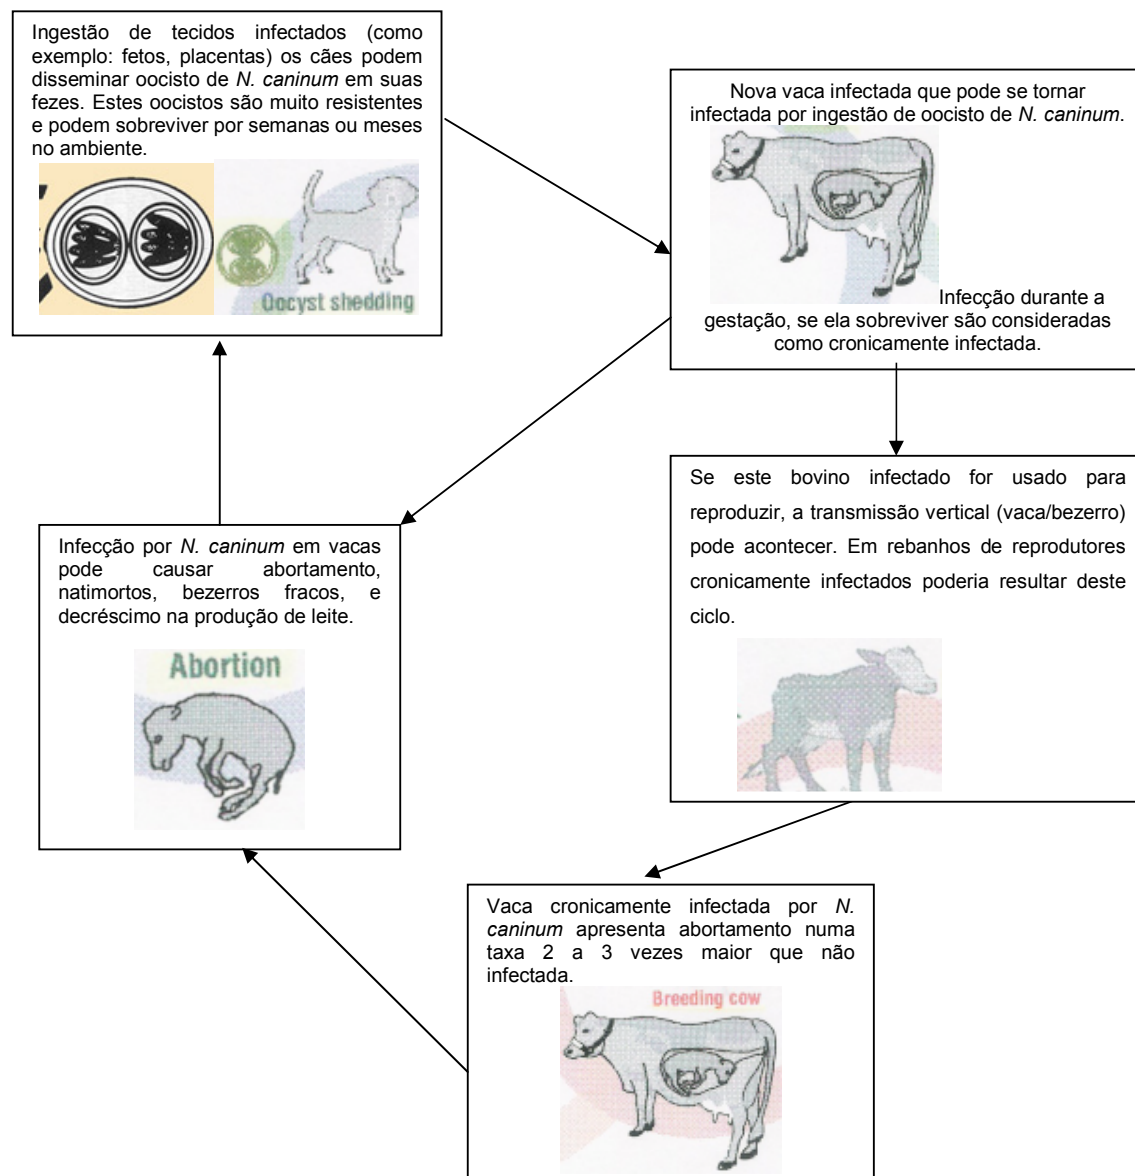 Ingestão de tecidos infectados (como
exemplo: fetos, placentas) os cães podem
disseminar oocisto de N. caninum em suas
fezes. Estes oocistos são muito resistentes
e podem sobreviver por semanas ou meses
no ambiente.
Oocyst shedding
Nova vaca infectada que pode se tornar
infectada por ingestão de oocisto de N. caninum.
Infecção durante a
gestação, se ela sobreviver são consideradas
como cronicamente infectada.
Se este bovino infectado for usado para
reproduzir, a transmissão vertical (vaca/bezerro)
pode acontecer. Em rebanhos de reprodutores
cronicamente infectados poderia resultar deste
ciclo.
Infecção por N. caninum em vacas
pode causar abortamento,
natimortos, bezerros fracos, e
decréscimo na produção de leite.
Abortion
Vaca cronicamente infectada por N.
caninum apresenta abortamento numa
taxa 2 a 3 vezes maior que não
infectada.
Breeding cow